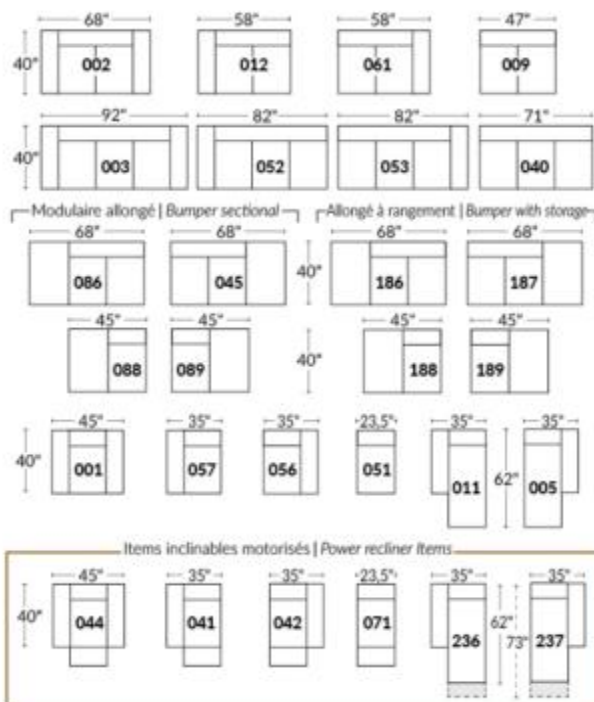 68" 58" 58" 47"
40" 002 012 061 009
92" 82" 82" 71"
40" 003 052 053 040
Modulaire allongé | Bumper sectional
Allongé à rangement | Bumper with storage
68" 68" 68" 68"
086 045 40" 186 187
45" 45" 45" 45"
088 089 40" 188 189
45" 35" 35" 23,5" 35" 35"
40" 001 057 056 051 011 62" 005
Items inclinables motorisés | Power recliner Items
45" 35" 35" 23,5" 35" 35"
40" 044 041 042 071 236 62" 73" 237